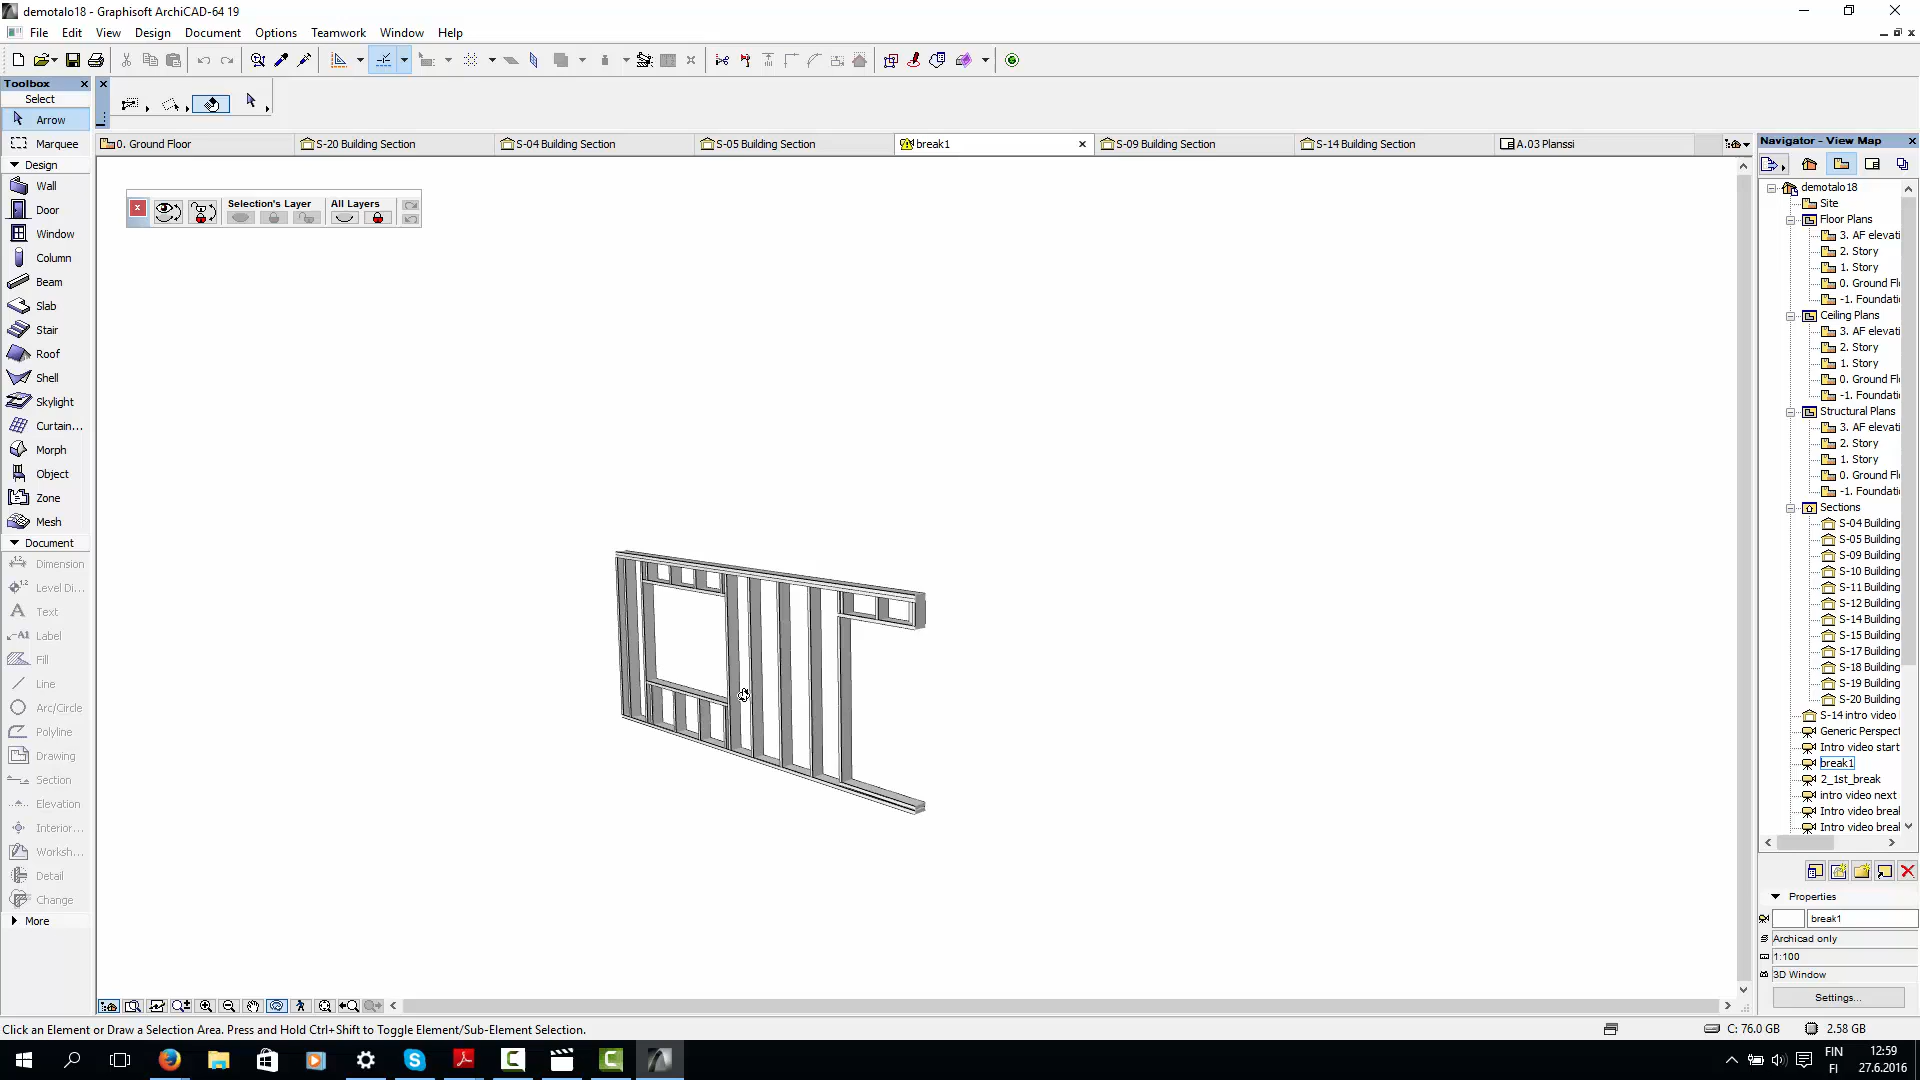 demotalo18 - Graphisoft ArchiCAD-64 19
File Edit View Design Document Options Teamwork Window Help
Toolbox
Select
Arrow
Marquee
Design
Wall
Door
Window
Column
Beam
Slab
Stair
Roof
Shell
Skylight
Curtain...
Morph
Object
Zone
Mesh
Document
Dimension
Level Di...
Text
Label
Fill
Line
Arc/Circle
Polyline
Drawing
Section
Elevation
Interior...
Worksh...
Detail
Change
More
0. Ground Floor
S-20 Building Section
S-04 Building Section
S-05 Building Section
break1
S-09 Building Section
S-14 Building Section
A.03 Planssi
Selection's Layer
All Layers
Navigator - View Map
demotalo18
Site
Floor Plans
3. AF elevati
2. Story
1. Story
0. Ground Fl
-1. Foundati
Ceiling Plans
3. AF elevati
2. Story
1. Story
0. Ground Fl
-1. Foundati
Structural Plans
3. AF elevati
2. Story
1. Story
0. Ground Fl
-1. Foundati
Sections
S-04 Building
S-05 Building
S-09 Building
S-10 Building
S-11 Building
S-12 Building
S-14 Building
S-15 Building
S-17 Building
S-18 Building
S-19 Building
S-20 Building
S-14 intro video
Generic Perspect
Intro video start
break1
2_1st_break
intro video next
Intro video breal
Intro video breal
Properties
break1
Archicad only
1:100
3D Window
Settings...
Click an Element or Draw a Selection Area. Press and Hold Ctrl+Shift to Toggle Element/Sub-Element Selection.
C: 76.0 GB
2.58 GB
FIN
FI
12:59
27.6.2016